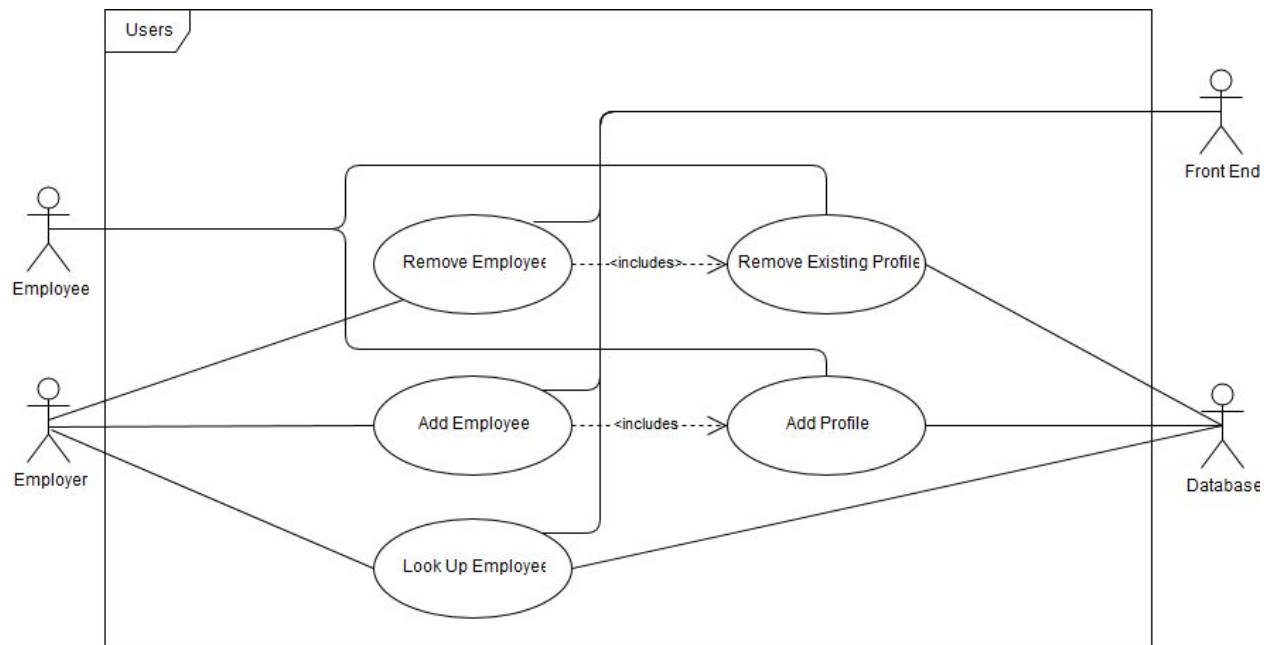 Users
Front End
Employee
Remove Employee
<includes>
Remove Existing Profile
Employer
Add Employee
<includes
Add Profile
Database
Look Up Employee